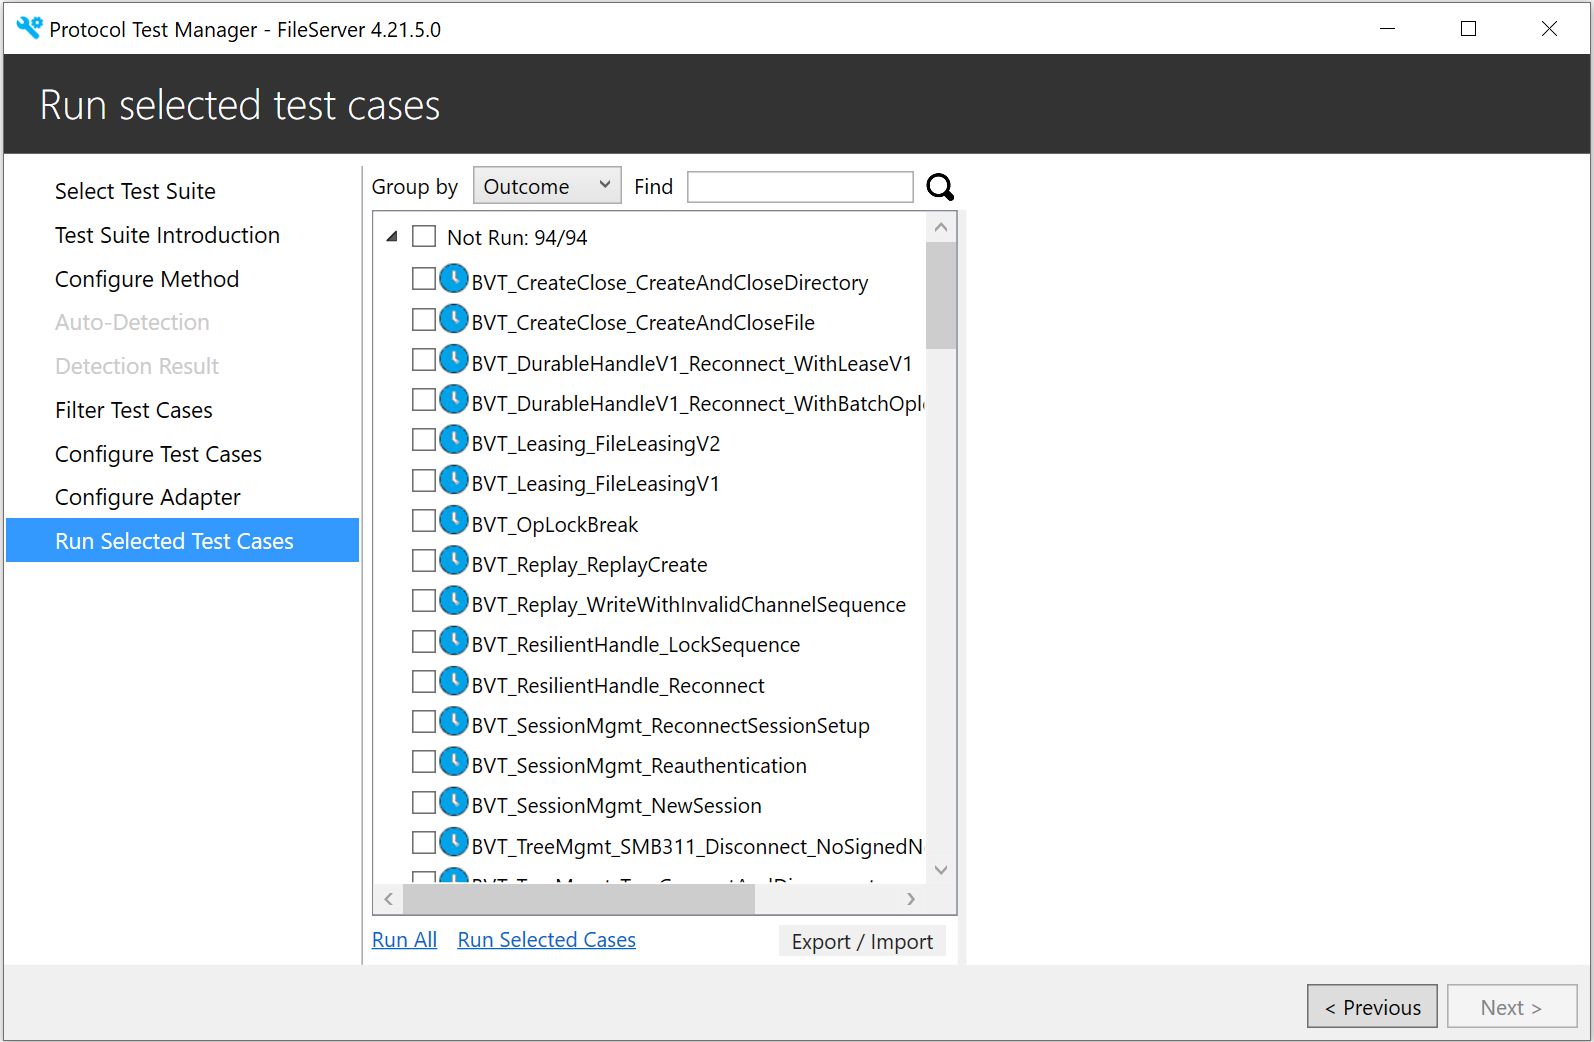 Protocol Test Manager - FileServer 4.21.5.0
Run selected test cases
Select Test Suite
Test Suite Introduction
Configure Method
Auto-Detection
Detection Result
Filter Test Cases
Configure Test Cases
Configure Adapter
Run Selected Test Cases
Group by Outcome Find
Not Run: 94/94
BVT_CreateClose_CreateAndCloseDirectory
BVT_CreateClose_CreateAndCloseFile
BVT_DurableHandleV1_Reconnect_WithLeaseV1
BVT_DurableHandleV1_Reconnect_WithBatchOpl
BVT_Leasing_FileLeasingV2
BVT_Leasing_FileLeasingV1
BVT_OpLockBreak
BVT_Replay_ReplayCreate
BVT_Replay_WriteWithInvalidChannelSequence
BVT_ResilientHandle_LockSequence
BVT_ResilientHandle_Reconnect
BVT_SessionMgmt_ReconnectSessionSetup
BVT_SessionMgmt_Reauthentication
BVT_SessionMgmt_NewSession
BVT_TreeMgmt_SMB311_Disconnect_NoSignedN
Run All Run Selected Cases Export / Import
< Previous Next >